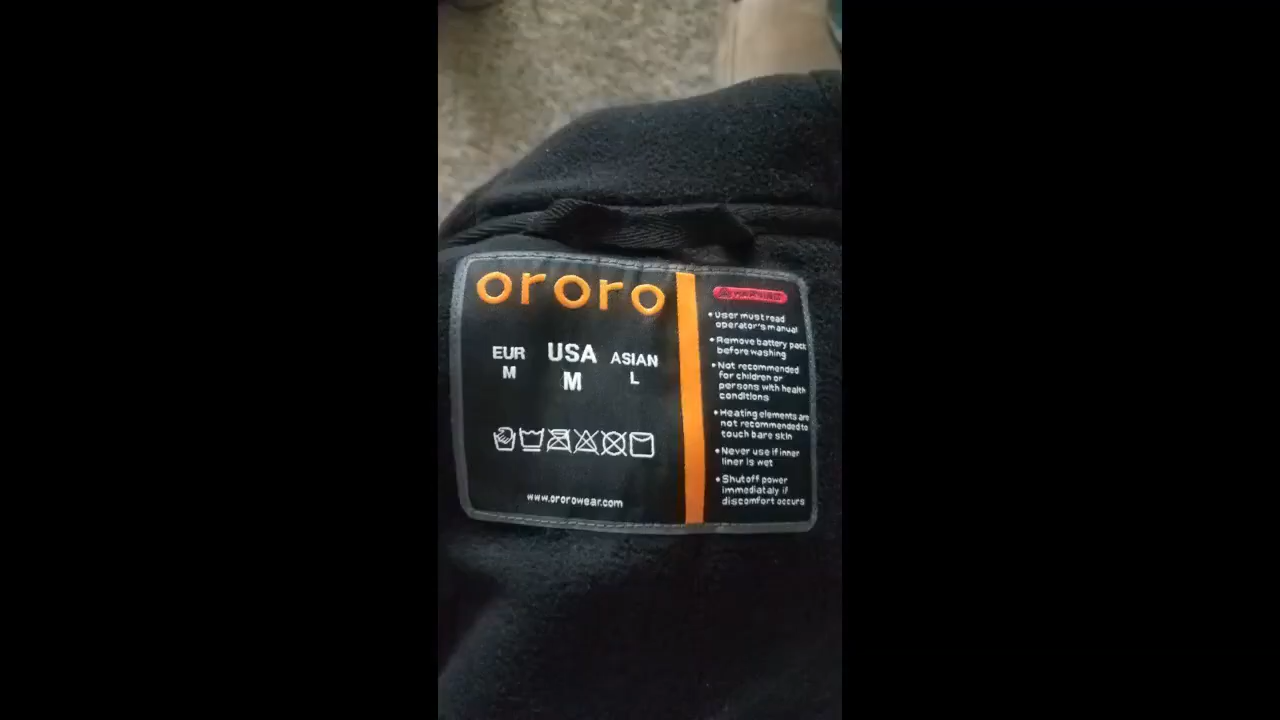 ororo
EUR USA ASIAN
M M L
www.ororowear.com
WARNING
• User must read
operator's manual
• Remove battery pack
before washing
• Not recommended
for children or
persons with health
conditions
• Heating elements are
not recommended to
touch bare skin
• Never use if inner
liner is wet
• Shutoff power
immediataly if
discomfort occurs